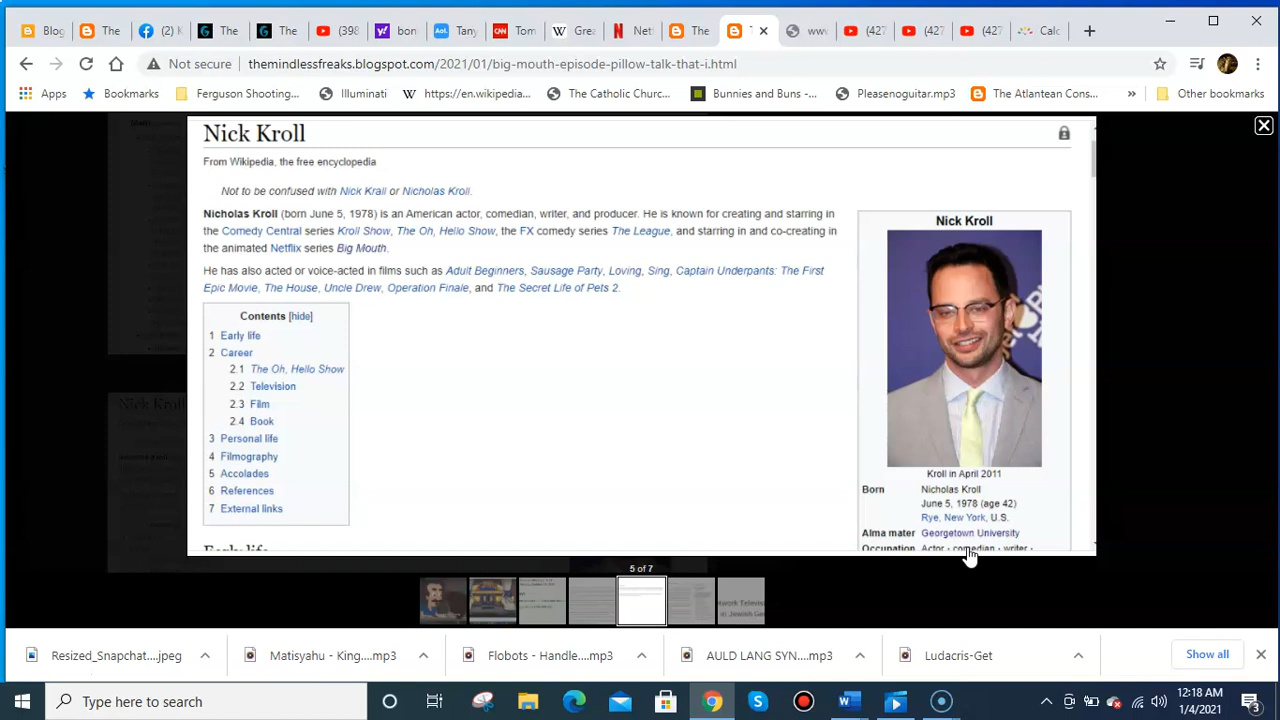 Blog
The
(2)
The
The
(398
bon
Tany
Tom
Grea
Netl
The
The
www
(427
(427
(427
Calc
Not secure
themindlessfreaks.blogspot.com/2021/01/big-mouth-episode-pillow-talk-that-i.html
Apps
Bookmarks
Ferguson Shooting...
Illuminati
https://en.wikipedia...
The Catholic Churc...
Bunnies and Buns -...
Pleasenoguitar.mp3
The Atlantean Cons...
»
Other bookmarks
Nick Kroll
From Wikipedia, the free encyclopedia
Not to be confused with Nick Krall or Nicholas Kroll.
Nicholas Kroll (born June 5, 1978) is an American actor, comedian, writer, and producer. He is known for creating and starring in
the Comedy Central series Kroll Show, The Oh, Hello Show, the FX comedy series The League, and starring in and co-creating in
the animated Netflix series Big Mouth.
He has also acted or voice-acted in films such as Adult Beginners, Sausage Party, Loving, Sing, Captain Underpants: The First
Epic Movie, The House, Uncle Drew, Operation Finale, and The Secret Life of Pets 2.
Contents [hide]
1 Early life
2 Career
2.1 The Oh, Hello Show
2.2 Television
2.3 Film
2.4 Book
3 Personal life
4 Filmography
5 Accolades
6 References
7 External links
Early life
Nick Kroll
Kroll in April 2011
Born Nicholas Kroll
June 5, 1978 (age 42)
Rye, New York, U.S.
Alma mater Georgetown University
Occupation Actor · comedian · writer ·
5 of 7
twork Televisi
in Jewish Ge
Resized_Snapchat....jpeg
Matisyahu - King....mp3
Flobots - Handle...mp3
AULD LANG SYN....mp3
Ludacris-Get
Show all
Type here to search
12:18 AM
1/4/2021
3